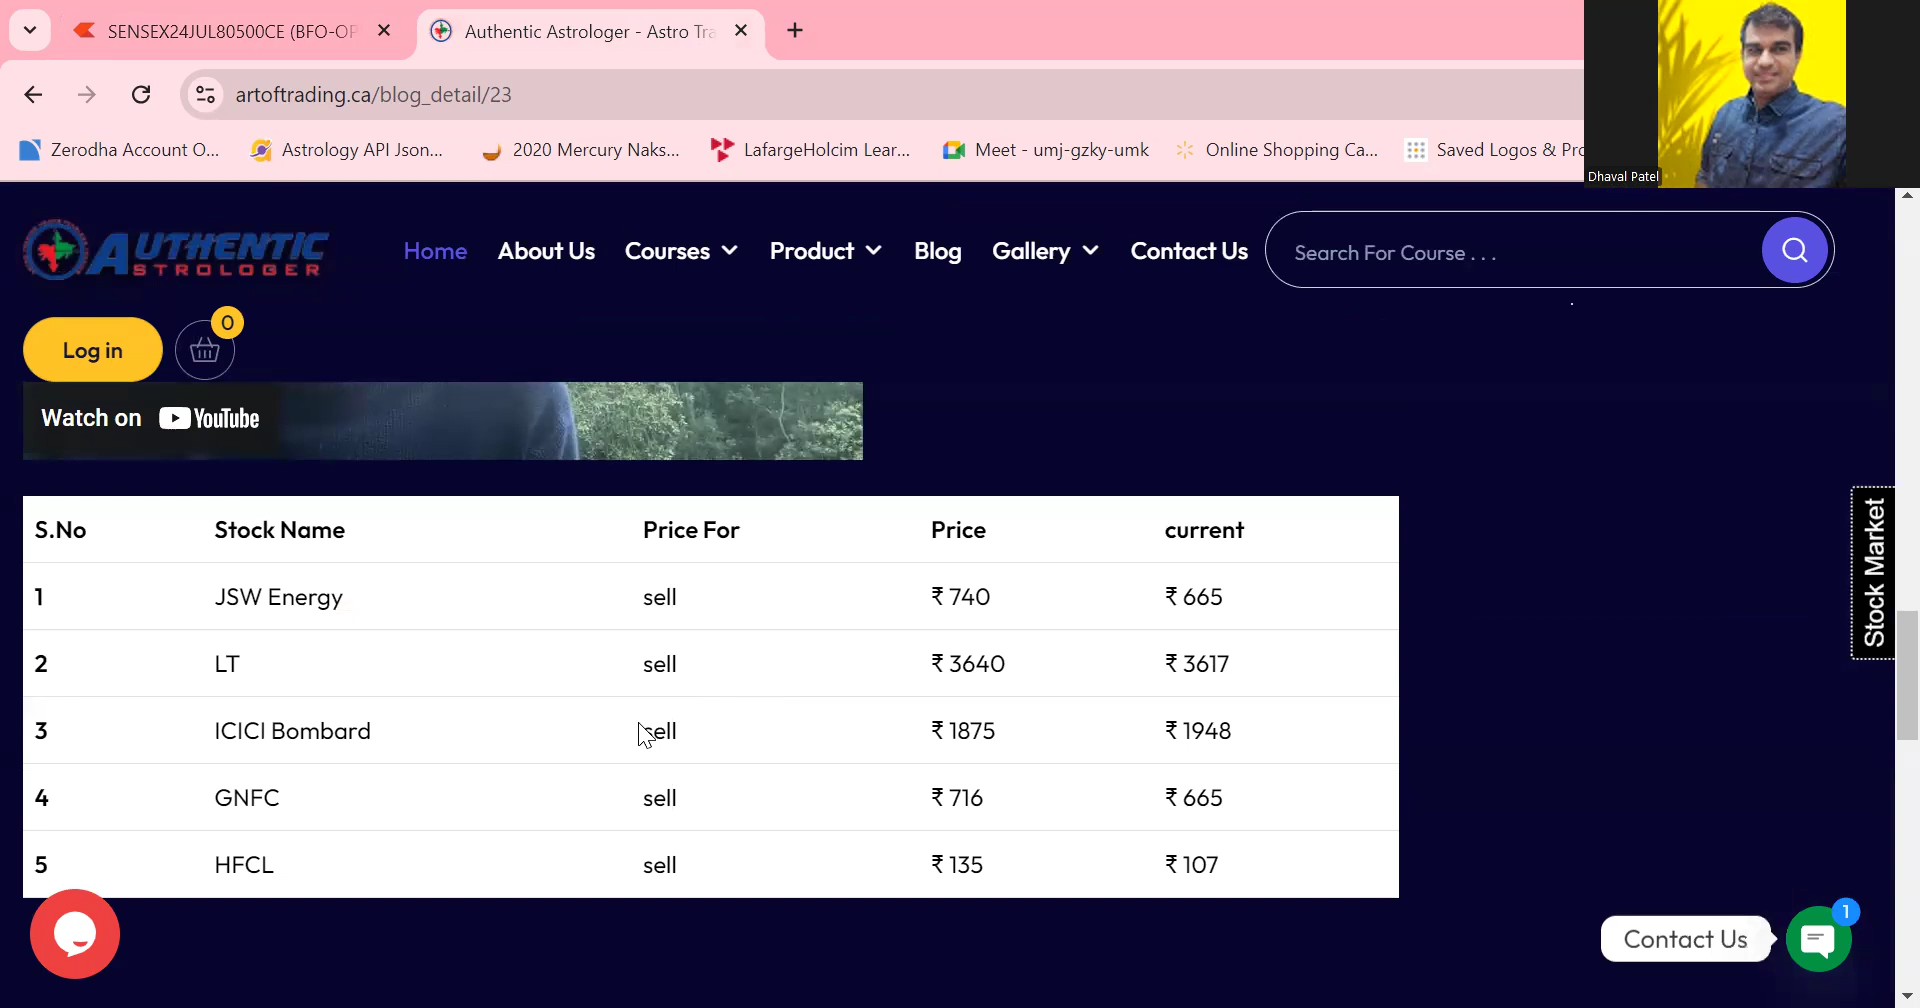 SENSEX24JUL80500CE (BFO-OP
Authentic Astrologer - Astro Tra
artoftrading.ca/blog_detail/23
Zerodha Account O...
Astrology API Json...
2020 Mercury Naks...
LafargeHolcim Lear...
Meet - umj-gzky-umk
Online Shopping Ca...
Saved Logos & Pro
Dhaval Patel
AUTHENTIC
ASTROLOGER
Home About Us Courses Product Blog Gallery Contact Us Search For Course . . .
Log in 0
Watch on YouTube
S.No Stock Name Price For Price current
1 JSW Energy sell ₹ 740 ₹ 665
2 LT sell ₹ 3640 ₹ 3617
3 ICICI Bombard sell ₹ 1875 ₹ 1948
4 GNFC sell ₹ 716 ₹ 665
5 HFCL sell ₹ 135 ₹ 107
Stock Market
Contact Us 1